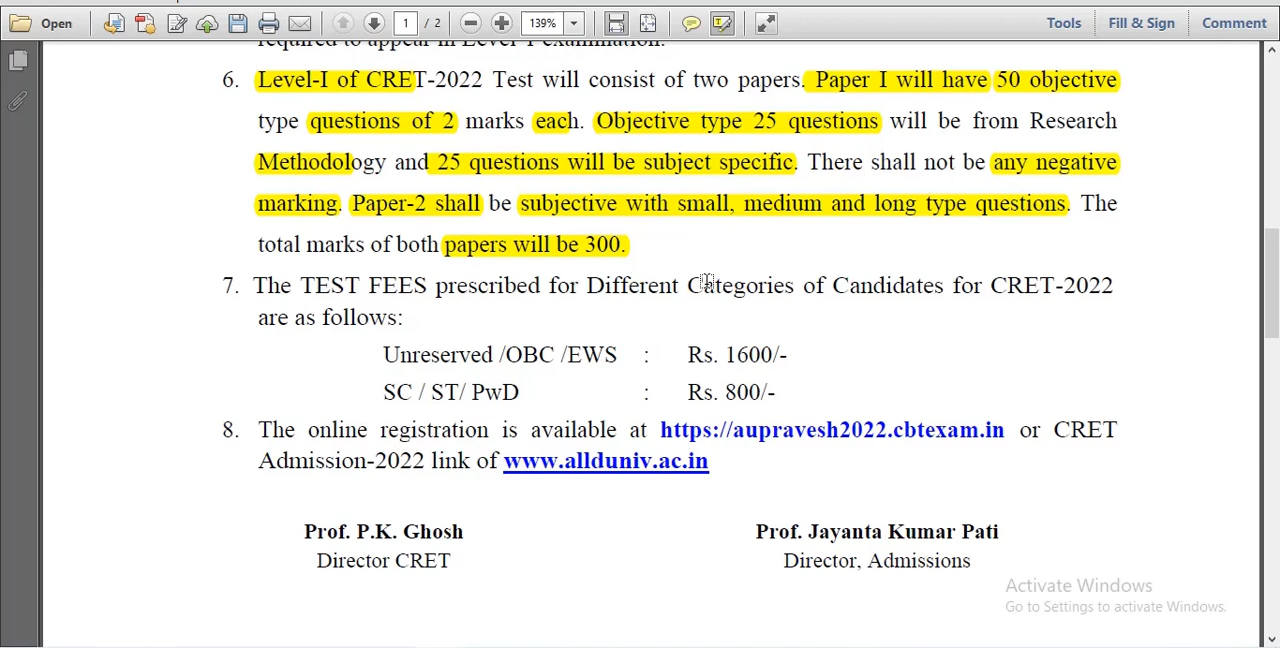 Open
1 / 2
139%
Tools
Fill & Sign
Comment
required to appear in Level-I examination.
6. Level-I of CRET-2022 Test will consist of two papers. Paper I will have 50 objective
type questions of 2 marks each. Objective type 25 questions will be from Research
Methodology and 25 questions will be subject specific. There shall not be any negative
marking. Paper-2 shall be subjective with small, medium and long type questions. The
total marks of both papers will be 300.
7. The TEST FEES prescribed for Different Categories of Candidates for CRET-2022
are as follows:
Unreserved /OBC /EWS : Rs. 1600/-
SC / ST/ PwD : Rs. 800/-
8. The online registration is available at https://aupravesh2022.cbtexam.in or CRET
Admission-2022 link of www.allduniv.ac.in
Prof. P.K. Ghosh
Director CRET
Prof. Jayanta Kumar Pati
Director, Admissions
Activate Windows
Go to Settings to activate Windows.